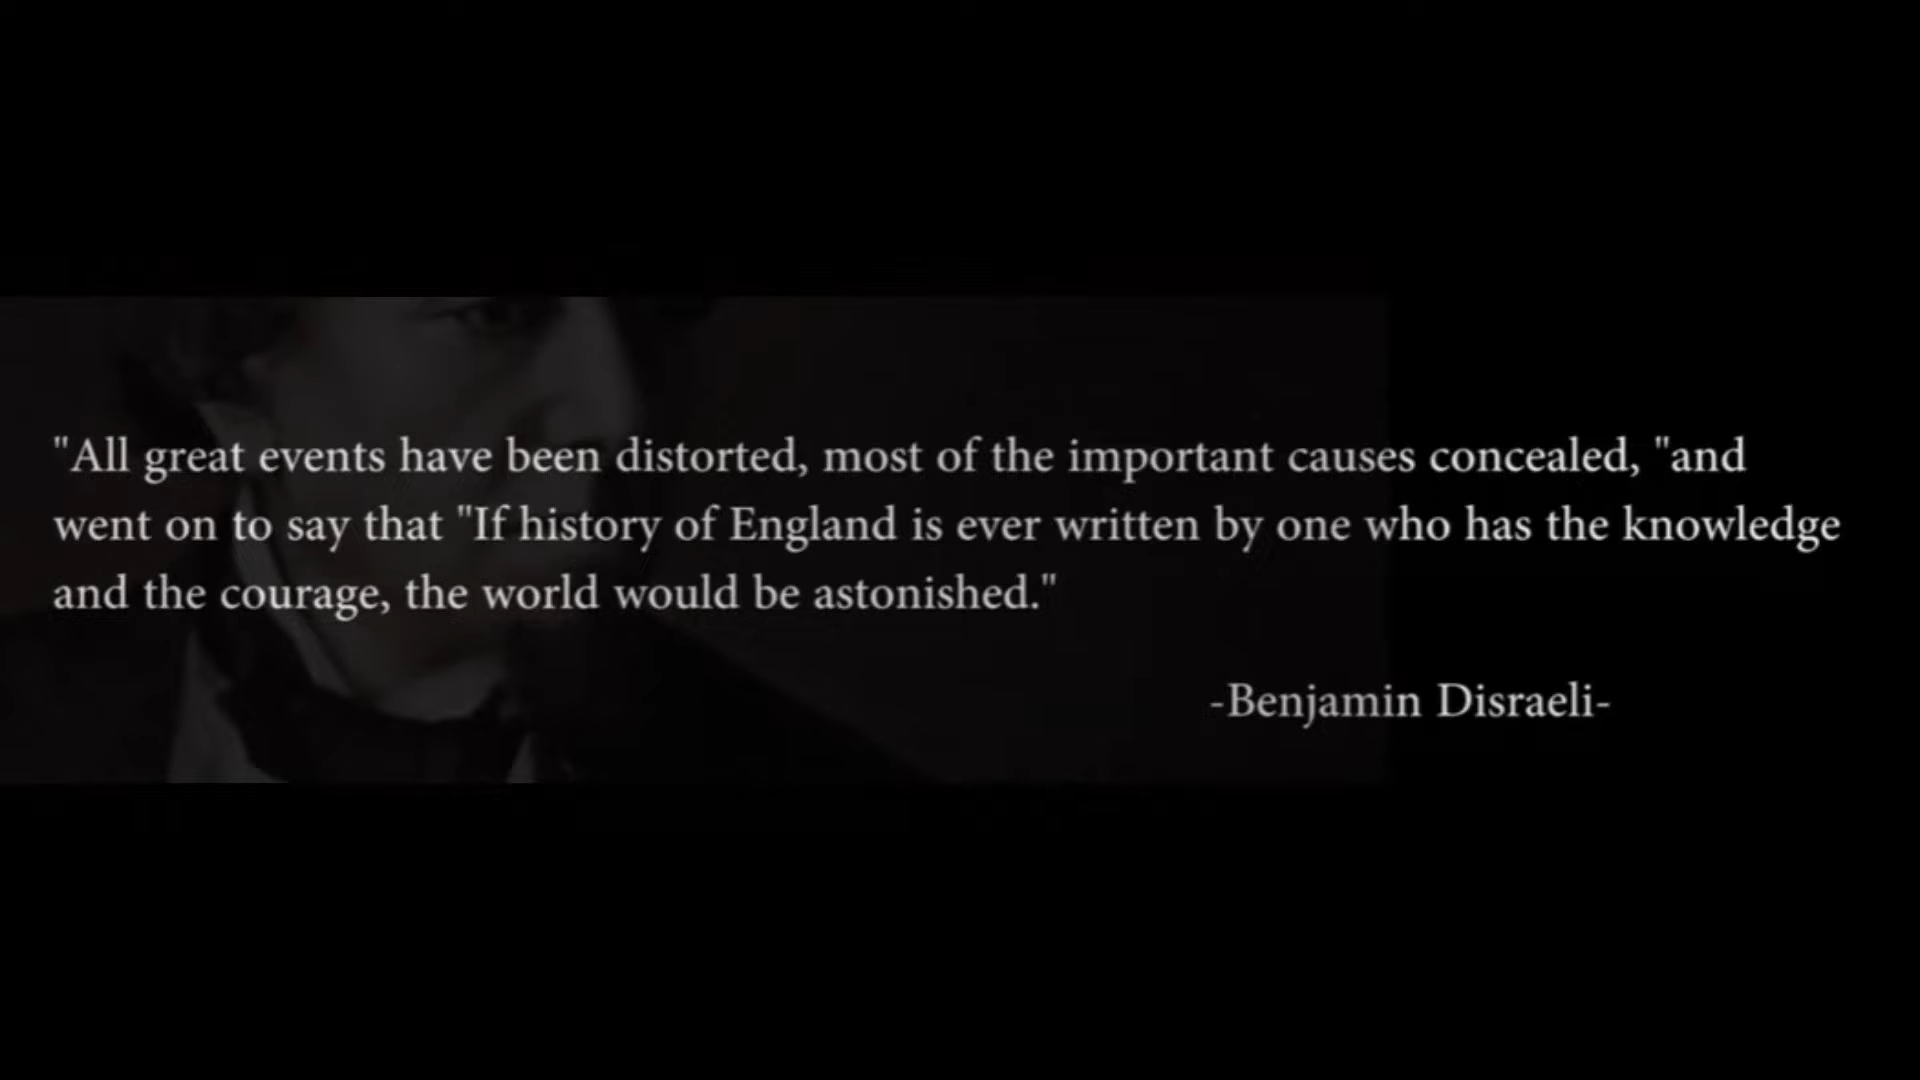 "All great events have been distorted, most of the important causes concealed, "and
went on to say that "If history of England is ever written by one who has the knowledge
and the courage, the world would be astonished."
-Benjamin Disraeli-